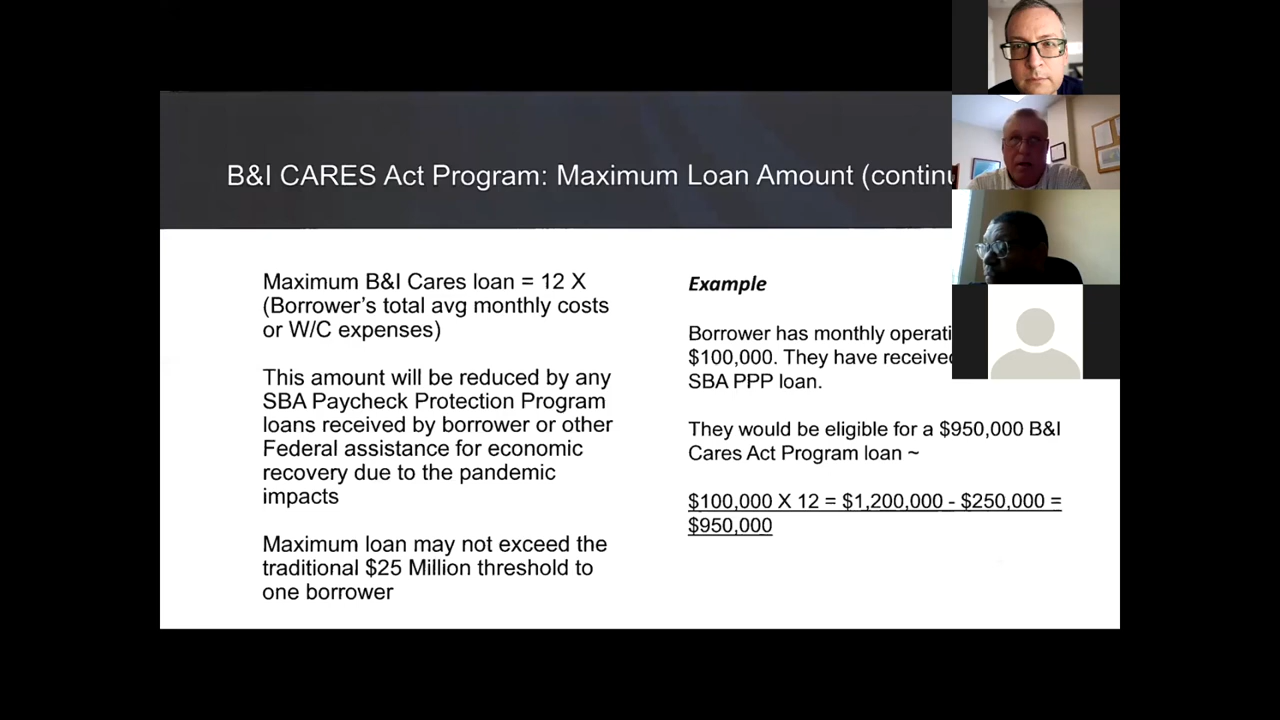 B&I CARES Act Program: Maximum Loan Amount (continu
Maximum B&I Cares loan = 12 X
(Borrower's total avg monthly costs
or W/C expenses)
This amount will be reduced by any
SBA Paycheck Protection Program
loans received by borrower or other
Federal assistance for economic
recovery due to the pandemic
impacts
Maximum loan may not exceed the
traditional $25 Million threshold to
one borrower
Example
Borrower has monthly operati
$100,000. They have received
SBA PPP loan.
They would be eligible for a $950,000 B&I
Cares Act Program loan ~
$100,000 X 12 = $1,200,000 - $250,000 =
$950,000